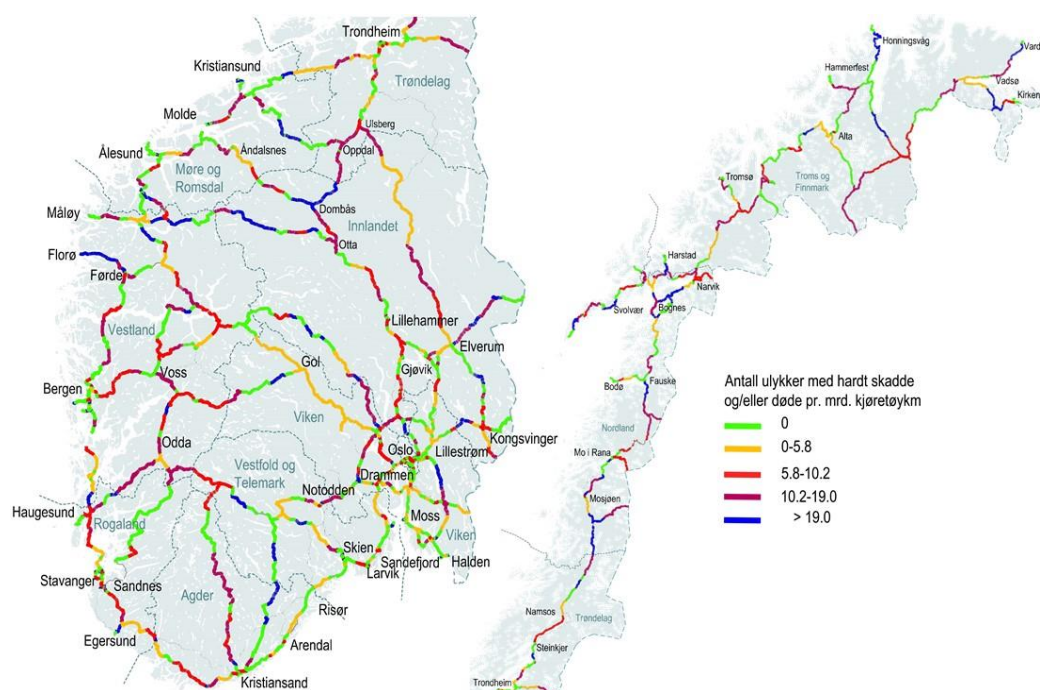 Trondheim
Kristiansund
Trøndelag
Molde
Ulsberg
Oppdal
Ålesund
Åndalsnes
Møre og
Romsdal
Dombås
Måløy
Innlandet
Otta
Florø
Førde
Lillehammer
Vestland
Elverum
Gjøvik
Gol
Voss
Bergen
Viken
Kongsvinger
Odda
Oslo
Lillestrøm
Vestfold og
Telemark
Drammen
Notodden
Haugesund
Rogaland
Moss
Viken
Skien
Sandefjord
Halden
Larvik
Stavanger
Sandnes
Agder
Risør
Egersund
Arendal
Kristiansand
Honningsvåg
Vard
Hammerfest
Vadsø
Kirken
Alta
Tromsø
Troms og
Finnmark
Harstad
Narvik
Svolvær
Bognes
Bodø
Fauske
Nordland
Mo i Rana
Mosjøen
Namsos
Trøndelag
Steinkjer
Trondheim
Antall ulykker med hardt skadde
og/eller døde pr. mrd. kjøretøykm
0
0-5.8
5.8-10.2
10.2-19.0
> 19.0